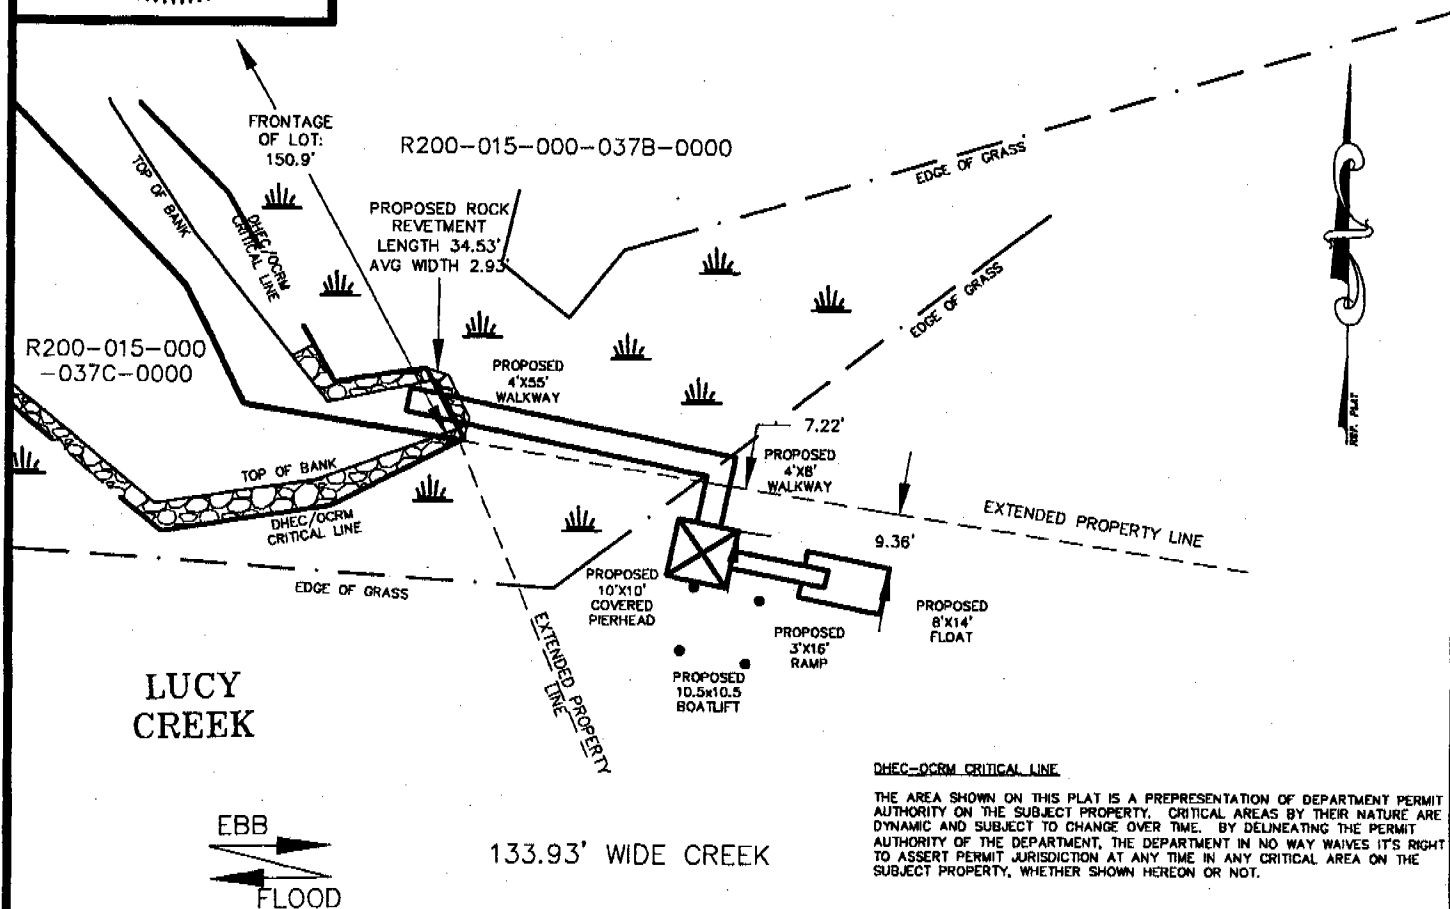 FRONTAGE
OF LOT:
150.9'
R200-015-000-037B-0000
EDGE OF GRASS
TOP OF BANK
DHEC/OCRM
CRITICAL LINE
PROPOSED ROCK
REVETMENT
LENGTH 34.53'
AVG WIDTH 2.93'
EDGE OF GRASS
R200-015-000
-037C-0000
PROPOSED
4'X55'
WALKWAY
REF. PLAT
7.22'
PROPOSED
4'X8'
WALKWAY
TOP OF BANK
DHEC/OCRM
CRITICAL LINE
EXTENDED PROPERTY LINE
9.36'
EDGE OF GRASS
PROPOSED
10'X10'
COVERED
PIERHEAD
PROPOSED
8'X14'
FLOAT
PROPOSED
3'X16'
RAMP
EXTENDED PROPERTY
LINE
PROPOSED
10.5x10.5
BOATLIFT
LUCY
CREEK
EBB
FLOOD
133.93' WIDE CREEK
DHEC-OCRM CRITICAL LINE
THE AREA SHOWN ON THIS PLAT IS A PREPRESENTATION OF DEPARTMENT PERMIT
AUTHORITY ON THE SUBJECT PROPERTY. CRITICAL AREAS BY THEIR NATURE ARE
DYNAMIC AND SUBJECT TO CHANGE OVER TIME. BY DELINEATING THE PERMIT
AUTHORITY OF THE DEPARTMENT, THE DEPARTMENT IN NO WAY WAIVES IT'S RIGHT
TO ASSERT PERMIT JURISDICTION AT ANY TIME IN ANY CRITICAL AREA ON THE
SUBJECT PROPERTY, WHETHER SHOWN HEREON OR NOT.